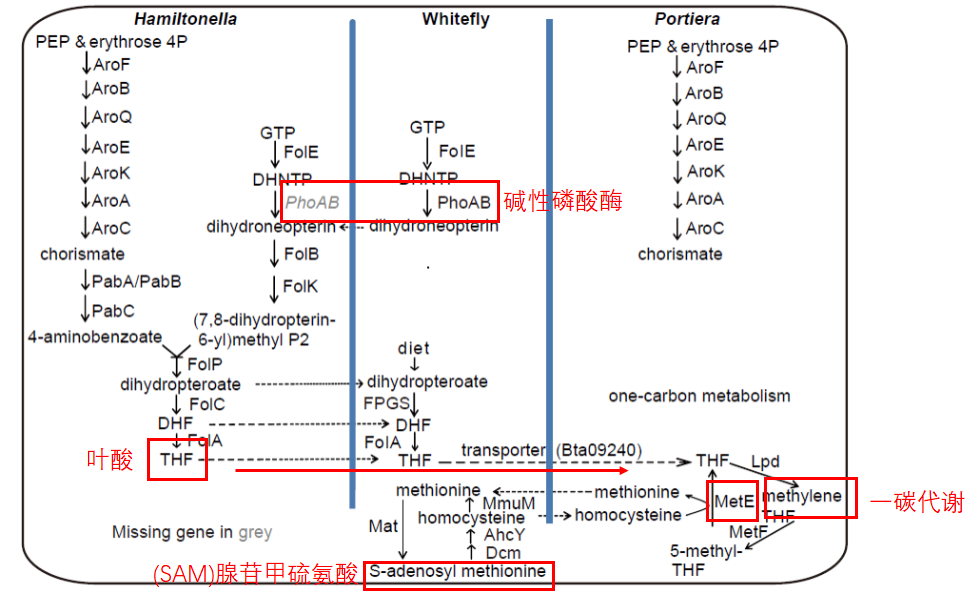 Hamiltonella
Whitefly
Portiera
PEP & erythrose 4P
AroF
AroB
AroQ
AroE
AroK
AroA
AroC
chorismate
PabA/PabB
PabC
4-aminobenzoate
GTP
FolE
DHNTP
PhoAB
dihydroneopterin
FolB
FolK
(7,8-dihydropterin-
6-yl)methyl P2
FolP
dihydropteroate
FolC
DHF
FolA
THF
叶酸
Missing gene in grey
GTP
FolE
DHNTP
PhoAB
碱性磷酸酶
dihydroneopterin
diet
dihydropteroate
FPGS
DHF
FolA
THF
transporter (Bta09240)
methionine
MmuM
homocysteine
Mat
AhcY
Dcm
(SAM)腺苷甲硫氨酸
S-adenosyl methionine
PEP & erythrose 4P
AroF
AroB
AroQ
AroE
AroK
AroA
AroC
chorismate
one-carbon metabolism
THF
Lpd
methionine
MetE
methylene
THF
一碳代谢
homocysteine
MetF
5-methyl-
THF